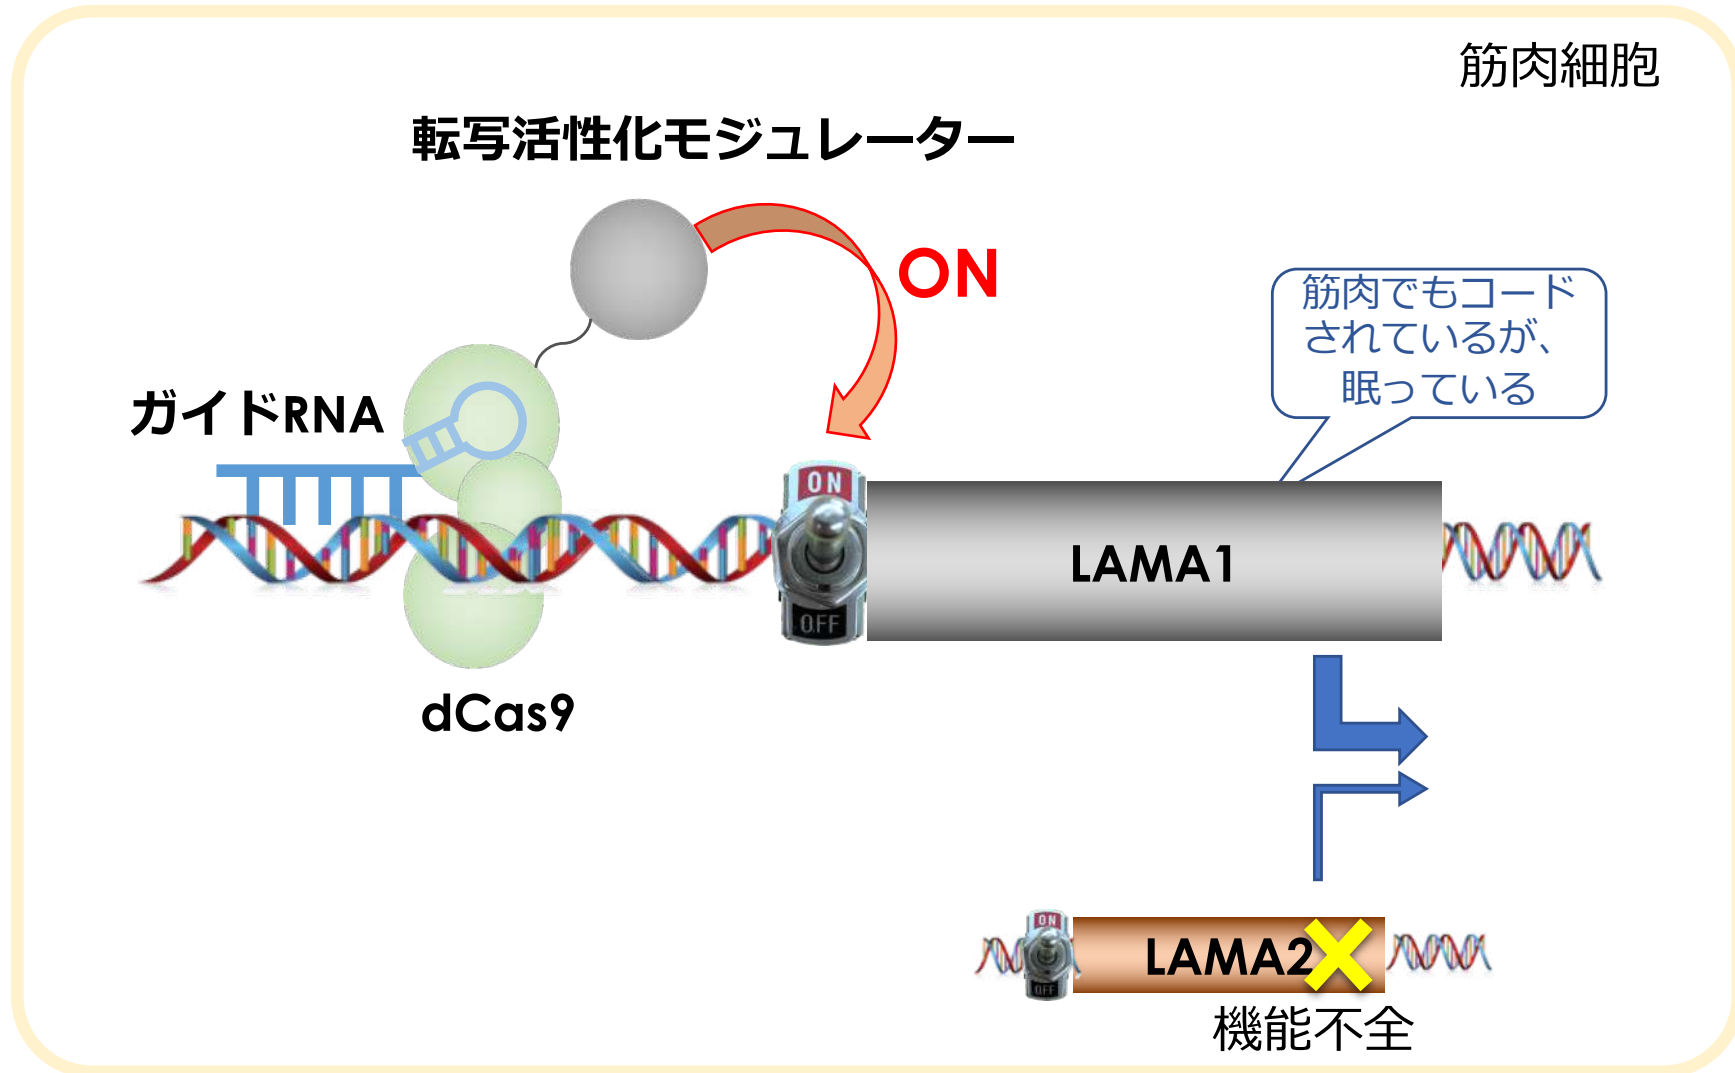 筋肉細胞
転写活性化モジュレーター
ON
筋肉でもコード
されているが、
眠っている
ガイドRNA
ON
OFF
LAMA1
dCas9
ON
OFF
LAMA2
機能不全